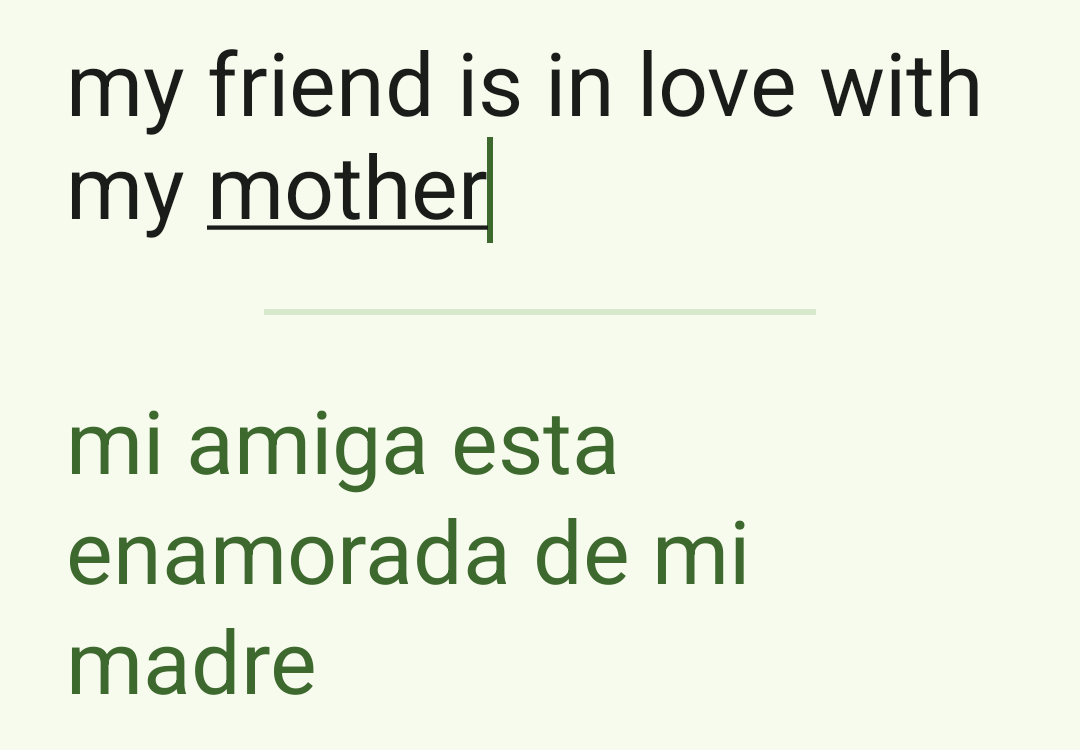 my friend is in love with
my mother
mi amiga esta
enamorada de mi
madre